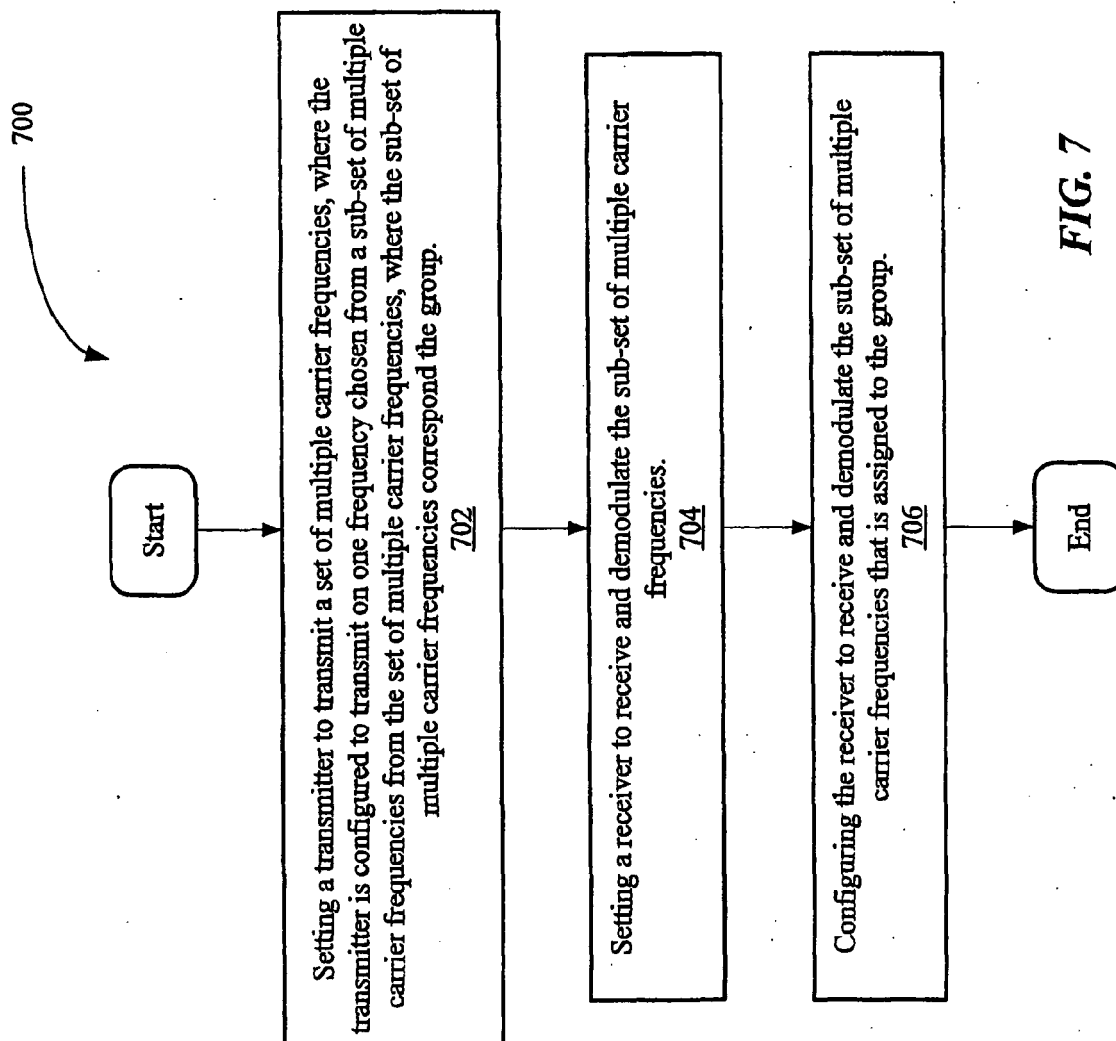 700
Start
Setting a transmitter to transmit a set of multiple carrier frequencies, where the
transmitter is configured to transmit on one frequency chosen from a sub-set of multiple
carrier frequencies from the set of multiple carrier frequencies, where the sub-set of
multiple carrier frequencies correspond the group.
702
Setting a receiver to receive and demodulate the sub-set of multiple carrier
frequencies.
704
Configuring the receiver to receive and demodulate the sub-set of multiple
carrier frequencies that is assigned to the group.
706
End
FIG. 7